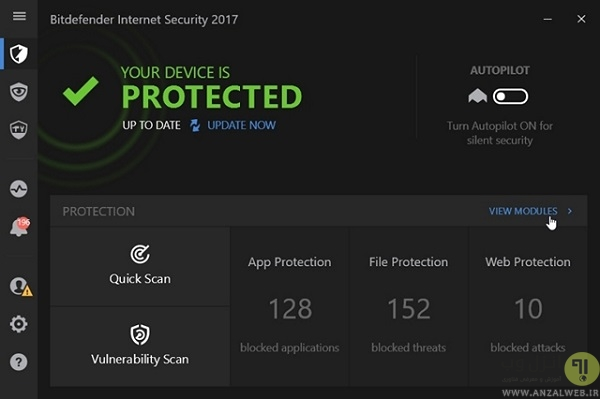 Bitdefender Internet Security 2017
YOUR DEVICE IS
PROTECTED
UP TO DATE UPDATE NOW
AUTOPILOT
Turn Autopilot ON for
silent security
196
PROTECTION
VIEW MODULES
Quick Scan
Vulnerability Scan
App Protection
128
blocked applications
File Protection
152
blocked threats
Web Protection
10
blocked attacks
WWW.ANZALWEB.IR